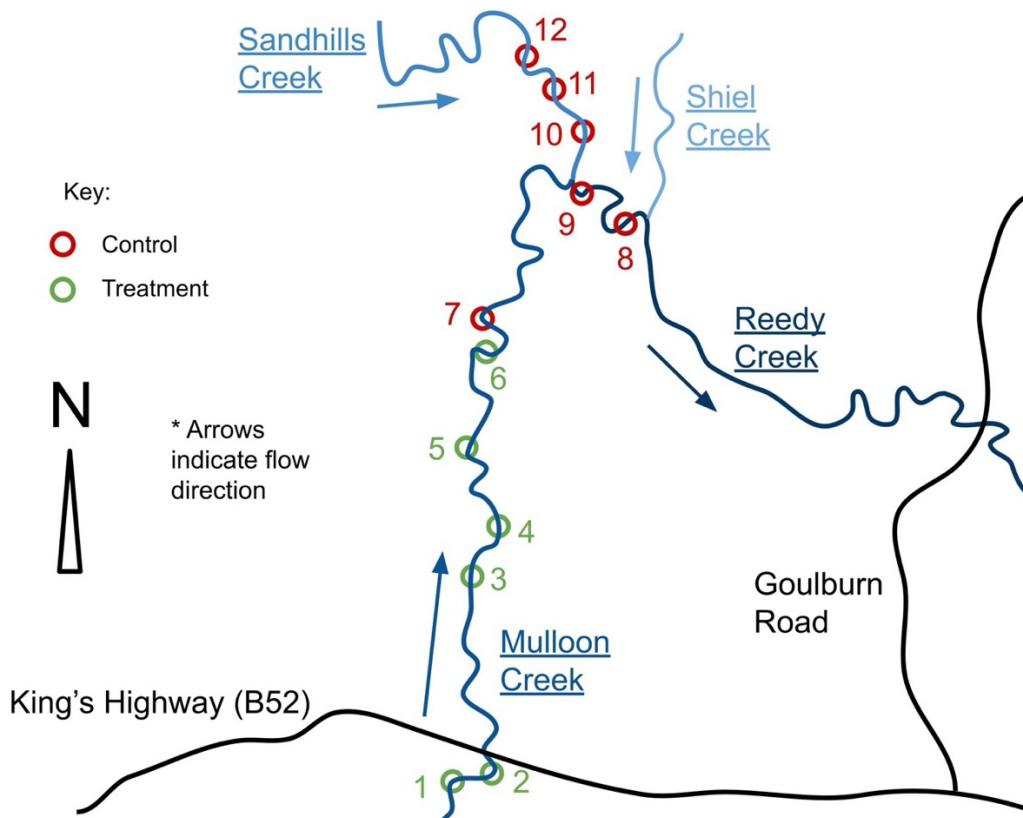 Sandhills
Creek
12
11
10
Shiel
Creek
Key:
Control
Treatment
9
8
7
6
Reedy
Creek
N
* Arrows
indicate flow
direction
5
4
3
Goulburn
Road
Mulloon
Creek
King's Highway (B52)
1
2